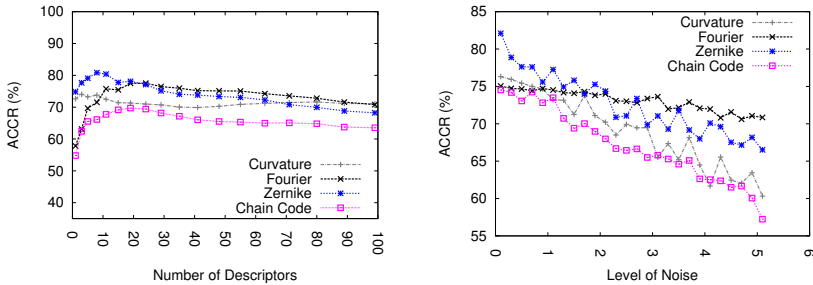 100
90
80
70
60
50
40
ACCR (%)
Curvature
Fourier
Zernike
Chain Code
0 10 20 30 40 50 60 70 80 90 100
Number of Descriptors
85
80
75
70
65
60
55
ACCR (%)
Curvature
Fourier
Zernike
Chain Code
0 1 2 3 4 5 6
Level of Noise